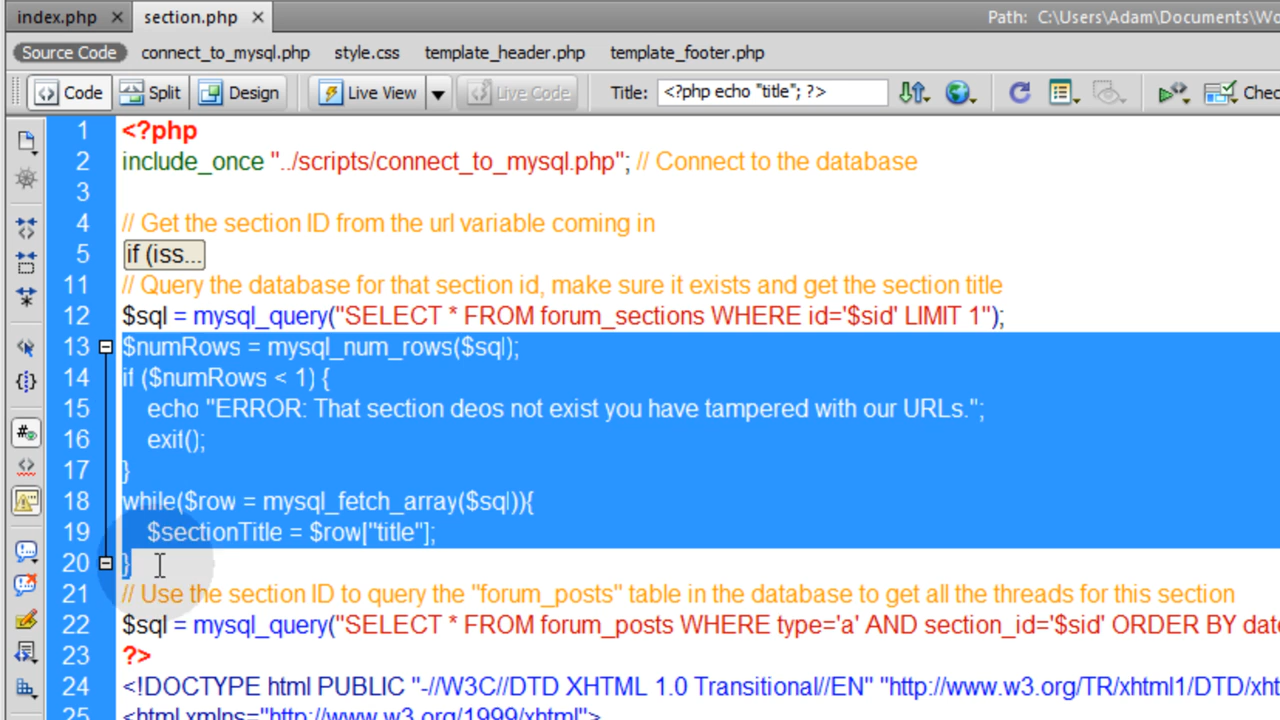 index.php × section.php × Path: C:\Users\Adam\Documents\Wo
Source Code connect_to_mysql.php style.css template_header.php template_footer.php
Code Split Design Live View Live Code Title: <?php echo "title"; ?> Chec
1 <?php
2 include_once "../scripts/connect_to_mysql.php"; // Connect to the database
3
4 // Get the section ID from the url variable coming in
5 if (iss...
11 // Query the database for that section id, make sure it exists and get the section title
12 $sql = mysql_query("SELECT * FROM forum_sections WHERE id='$sid' LIMIT 1");
13 $numRows = mysql_num_rows($sql);
14 if ($numRows < 1) {
15 echo "ERROR: That section deos not exist you have tampered with our URLs.";
16 exit();
17 }
18 while($row = mysql_fetch_array($sql)){
19 $sectionTitle = $row["title"];
20 }
21 // Use the section ID to query the "forum_posts" table in the database to get all the threads for this section
22 $sql = mysql_query("SELECT * FROM forum_posts WHERE type='a' AND section_id='$sid' ORDER BY date
23 ?>
24 <!DOCTYPE html PUBLIC "-//W3C//DTD XHTML 1.0 Transitional//EN" "http://www.w3.org/TR/xhtml1/DTD/xht
25 <html xmlns="http://www.w3.org/1999/xhtml">